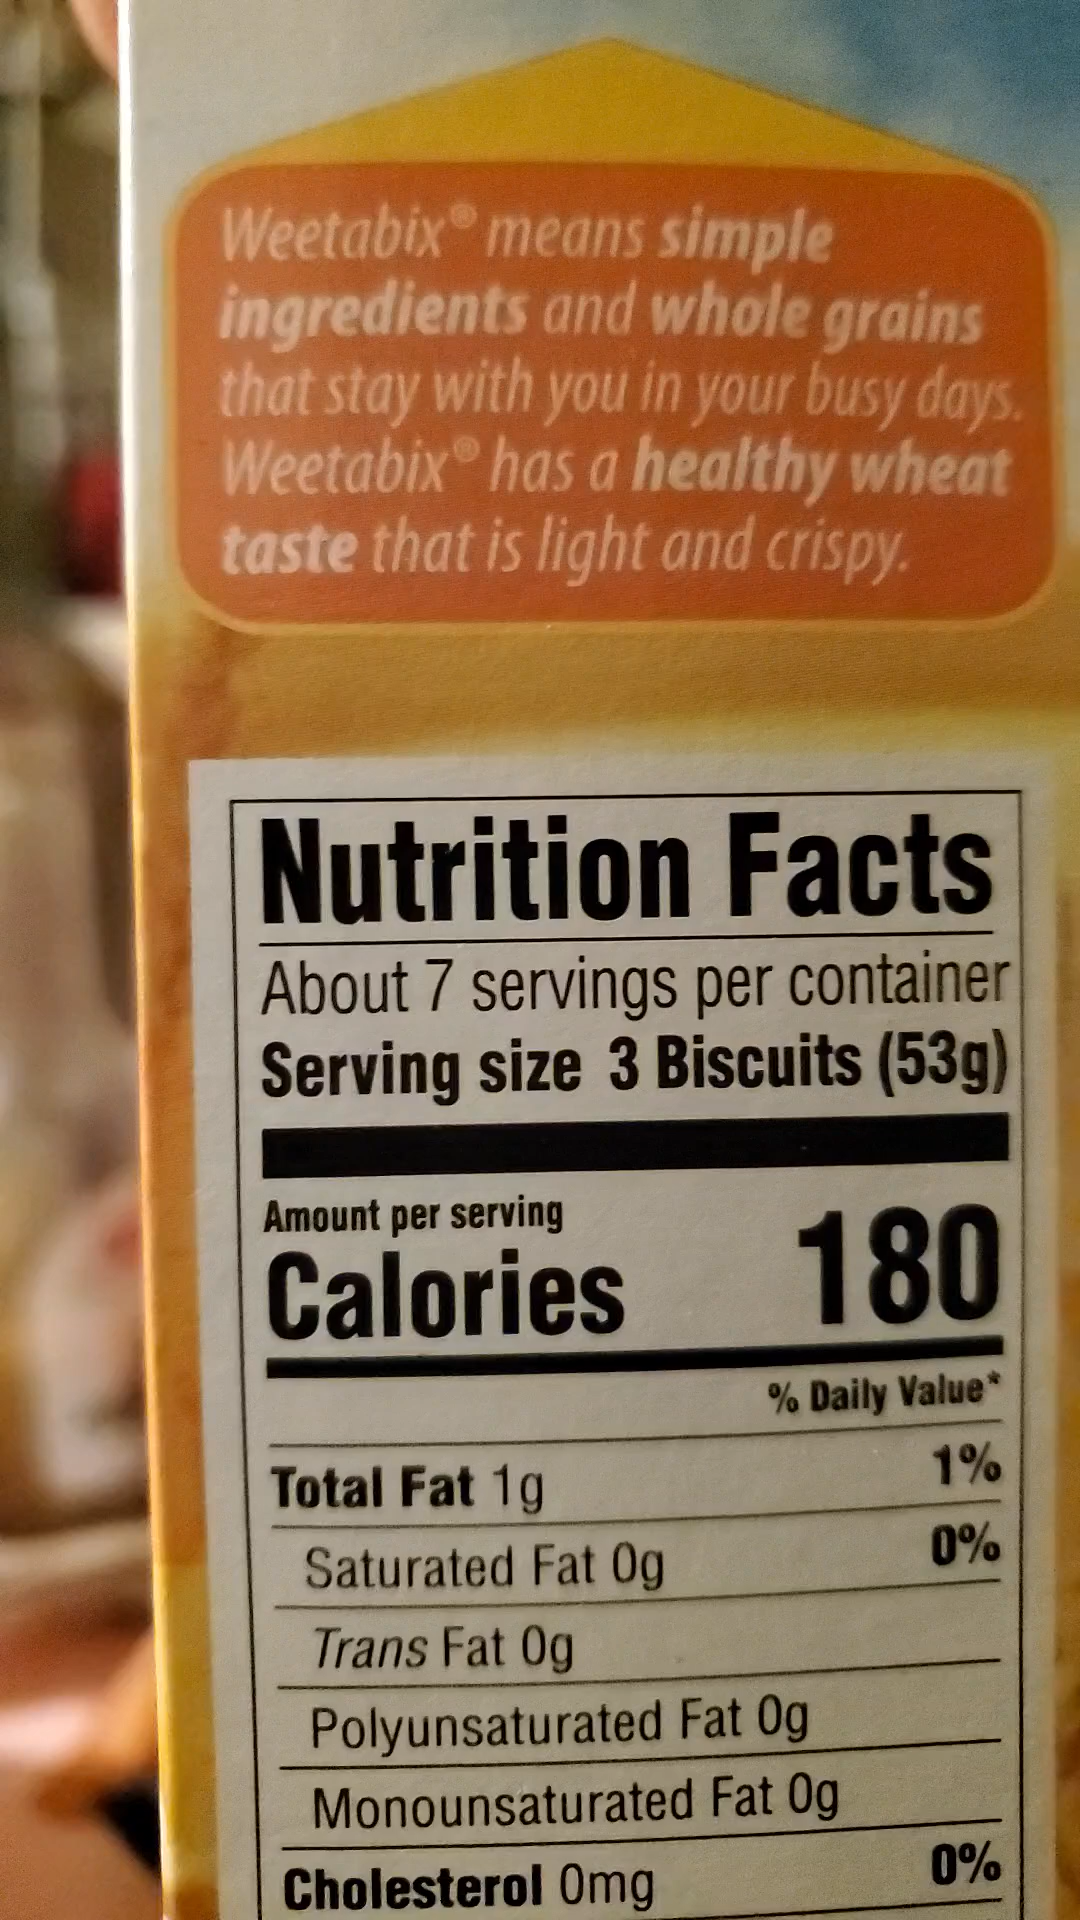 Weetabix® means simple
ingredients and whole grains
that stay with you in your busy days.
Weetabix® has a healthy wheat
taste that is light and crispy.
Nutrition Facts
About 7 servings per container
Serving size 3 Biscuits (53g)
Amount per serving
Calories 180
% Daily Value*
Total Fat 1g 1%
Saturated Fat 0g 0%
Trans Fat 0g
Polyunsaturated Fat 0g
Monounsaturated Fat 0g
Cholesterol 0mg 0%